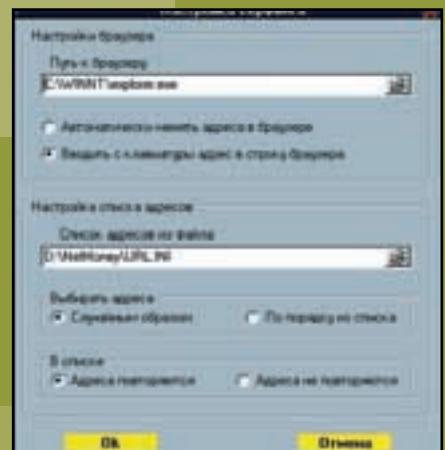 Настройки браузера
Путь к браузеру
C:\WINNT\explorer.exe
Автоматически менять адреса в браузере
Вводить с клавиатуры адрес в строку браузера
Настройка списка адресов
Список адресов из файла
D:\NetMoney\URL.INI
Выбирать адреса
Случайным образом
По порядку из списка
В списке
Адреса повторяются
Адреса не повторяются
Ok
Отмена